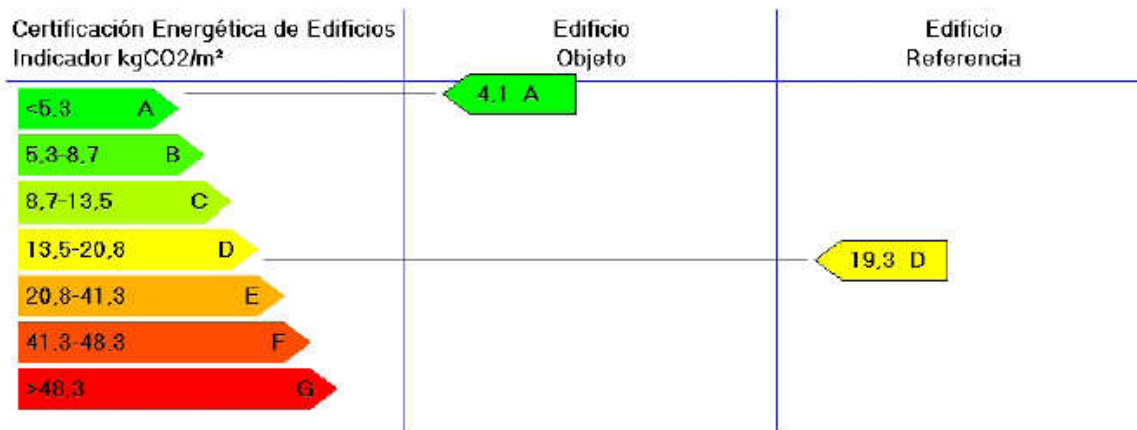 Certificación Energética de Edificios
Indicador kgCO2/m²
Edificio
Objeto
Edificio
Referencia
<5,3 A
4,1 A
5,3-8,7 B
8,7-13,5 C
13,5-20,8 D
19,3 D
20,8-41,3 E
41,3-48,3 F
>48,3 G